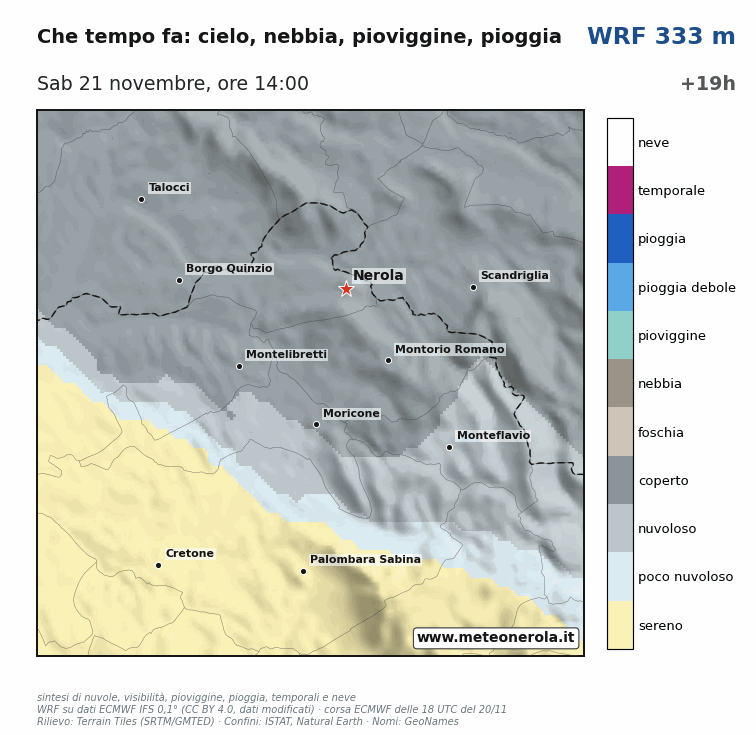 Che tempo fa: cielo, nebbia, pioviggine, pioggia
WRF 333 m
Sab 21 novembre, ore 14:00
+19h
Talocci
Borgo Quinzio
Nerola
Scandriglia
Montelibretti
Montorio Romano
Moricone
Monteflavio
Cretone
Palombara Sabina
www.meteonerola.it
neve
temporale
pioggia
pioggia debole
pioviggine
nebbia
foschia
coperto
nuvoloso
poco nuvoloso
sereno
sintesi di nuvole, visibilità, pioviggine, pioggia, temporali e neve
WRF su dati ECMWF IFS 0,1° (CC BY 4.0, dati modificati) · corsa ECMWF delle 18 UTC del 20/11
Rilievo: Terrain Tiles (SRTM/GMTED) · Confini: ISTAT, Natural Earth · Nomi: GeoNames